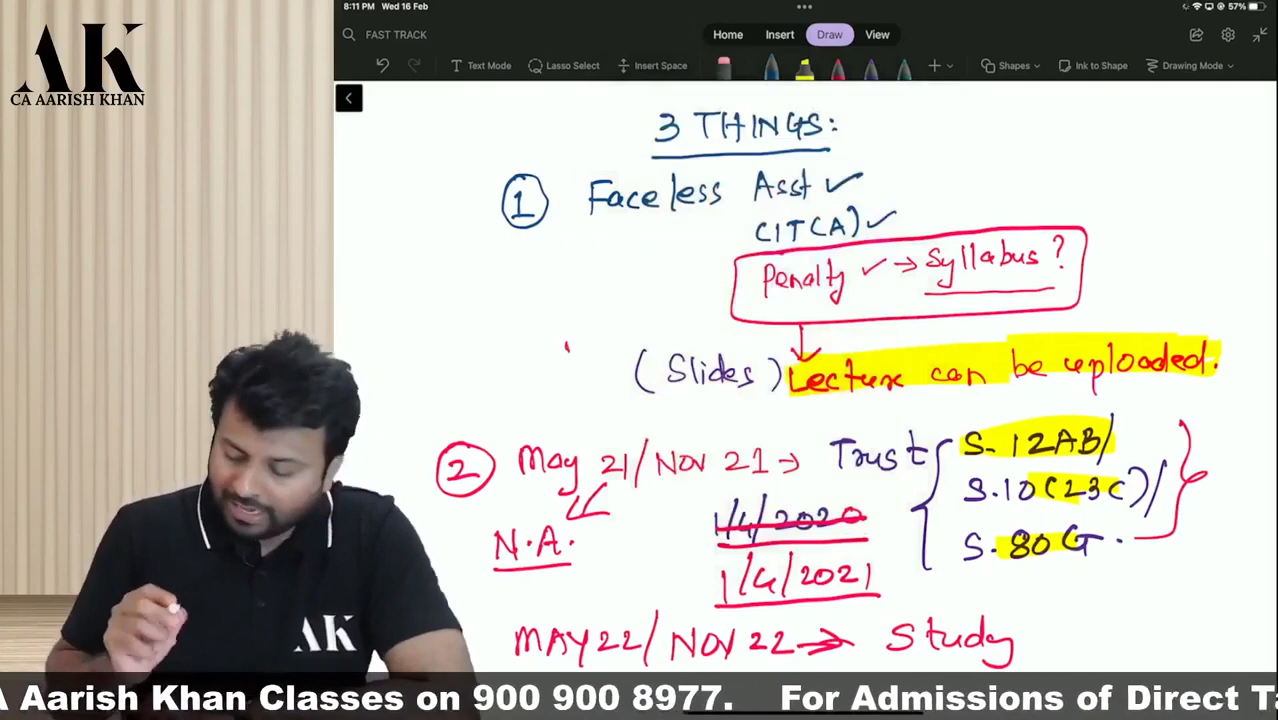 8:11 PM Wed 16 Feb
57%
AK
CA AARISH KHAN
FAST TRACK
Home Insert Draw View
Text Mode Lasso Select Insert Space Shapes Ink to Shape Drawing Mode
3 THINGS:
1 Faceless Asst ✓
CIT(A) ✓
Penalty ✓ → Syllabus ?
(Slides) Lecture can be uploaded.
2 May 21/Nov 21 → Trust S. 12AB/
S.10(23C)/
1/4/2020
N.A. S. 80G.
1/4/2021
MAY 22/NOV 22 → Study
AK
A Aarish Khan Classes on 900 900 8977. For Admissions of Direct Ta